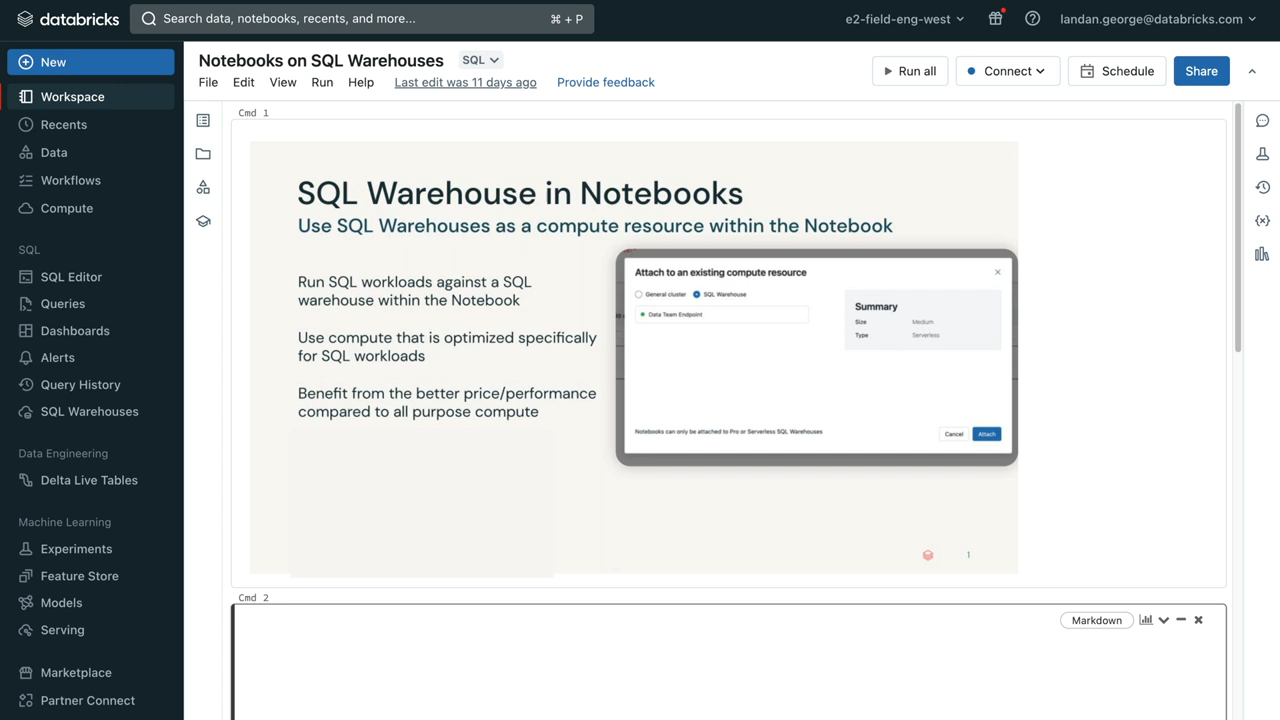 databricks
Search data, notebooks, recents, and more...
⌘ + P
e2-field-eng-west
landan.george@databricks.com
New
Workspace
Recents
Data
Workflows
Compute
SQL
SQL Editor
Queries
Dashboards
Alerts
Query History
SQL Warehouses
Data Engineering
Delta Live Tables
Machine Learning
Experiments
Feature Store
Models
Serving
Marketplace
Partner Connect
Notebooks on SQL Warehouses
SQL
File Edit View Run Help Last edit was 11 days ago Provide feedback
Run all
Connect
Schedule
Share
Cmd 1
SQL Warehouse in Notebooks
Use SQL Warehouses as a compute resource within the Notebook
Run SQL workloads against a SQL
warehouse within the Notebook
Use compute that is optimized specifically
for SQL workloads
Benefit from the better price/performance
compared to all purpose compute
Attach to an existing compute resource
General cluster SQL Warehouse
Data Team Endpoint
Summary
Size Medium
Type Serverless
Notebooks can only be attached to Pro or Serverless SQL Warehouses
Cancel Attach
1
Cmd 2
Markdown